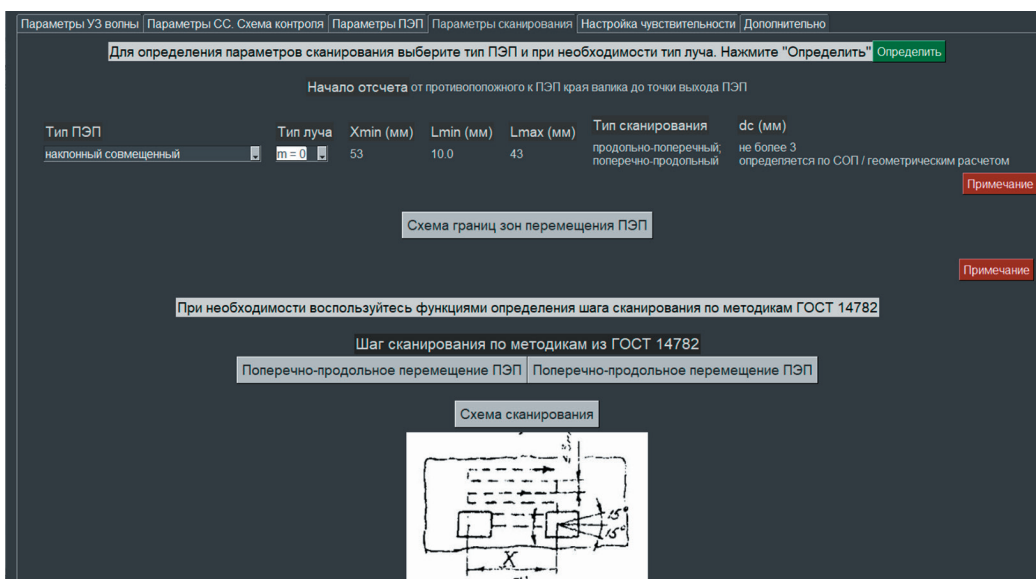 Параметры УЗ волны Параметры СС. Схема контроля Параметры ПЭП Параметры сканирования Настройка чувствительности Дополнительно
Для определения параметров сканирования выберите тип ПЭП и при необходимости тип луча. Нажмите "Определить" Определить
Начало отсчета от противоположного к ПЭП края валика до точки выхода ПЭП
Тип ПЭП Тип луча Xmin (мм) Lmin (мм) Lmax (мм) Тип сканирования dc (мм)
наклонный совмещенный m = 0 53 10.0 43 продольно-поперечный; не более 3
поперечно-продольный определяется по СОП / геометрическим расчетом
Примечание
Схема границ зон перемещения ПЭП
Примечание
При необходимости воспользуйтесь функциями определения шага сканирования по методикам ГОСТ 14782
Шаг сканирования по методикам из ГОСТ 14782
Поперечно-продольное перемещение ПЭП Поперечно-продольное перемещение ПЭП
Схема сканирования
15°
15°
X